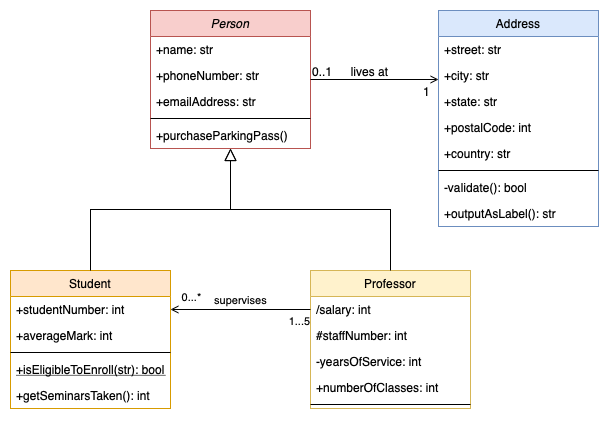 Person
+name: str
+phoneNumber: str
+emailAddress: str
+purchaseParkingPass()
0..1 lives at
1
Address
+street: str
+city: str
+state: str
+postalCode: int
+country: str
-validate(): bool
+outputAsLabel(): str
Student
+studentNumber: int
+averageMark: int
+isEligibleToEnroll(str): bool
+getSeminarsTaken(): int
0...* supervises
1...5
Professor
/salary: int
#staffNumber: int
-yearsOfService: int
+numberOfClasses: int